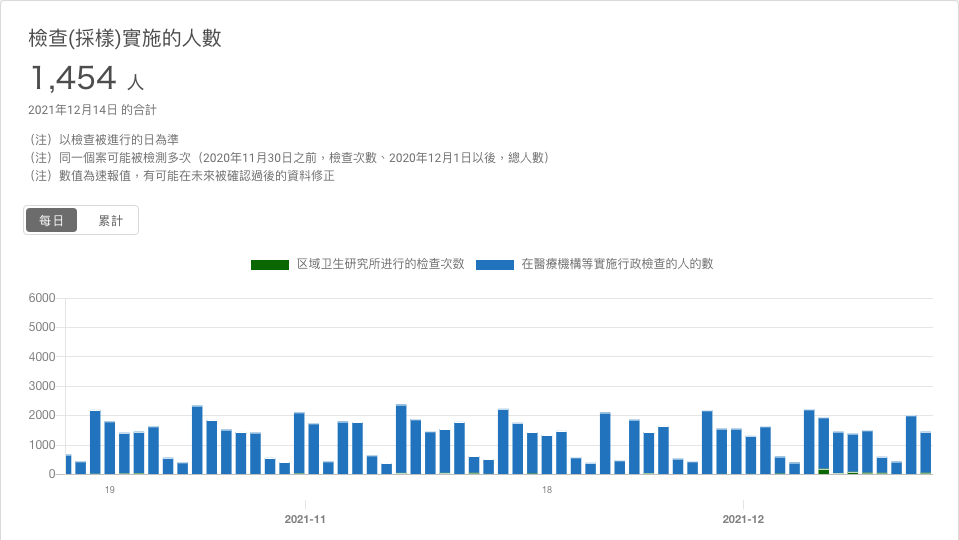 檢查(採樣)實施的人數
1,454 人
2021年12月14日 的合計
（注）以檢查被進行的日為準
（注）同一個案可能被檢測多次（2020年11月30日之前，檢查次數、2020年12月1日以後，總人數）
（注）數值為速報值，有可能在未來被確認過後的資料修正
每日 累計
区域卫生研究所进行的检查次数 在醫療機構等實施行政檢查的人的數
6000
5000
4000
3000
2000
1000
0
19 18
2021-11 2021-12